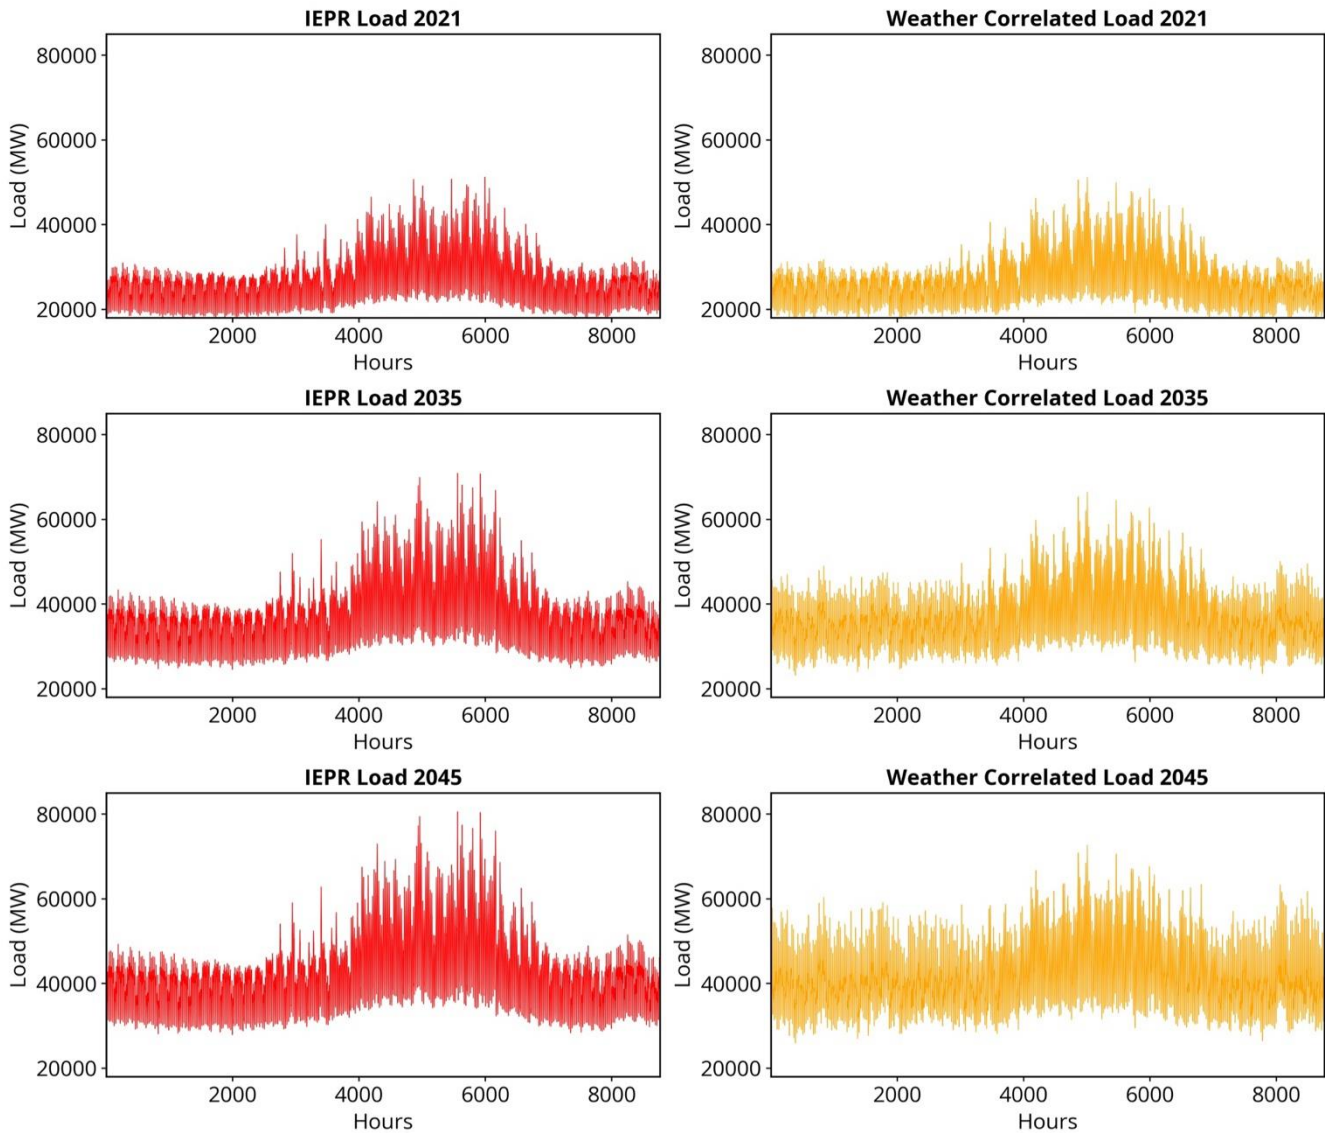 IEPR Load 2021
80000
60000
40000
20000
Load (MW)
2000 4000 6000 8000
Hours
Weather Correlated Load 2021
80000
60000
40000
20000
Load (MW)
2000 4000 6000 8000
Hours
IEPR Load 2035
80000
60000
40000
20000
Load (MW)
2000 4000 6000 8000
Hours
Weather Correlated Load 2035
80000
60000
40000
20000
Load (MW)
2000 4000 6000 8000
Hours
IEPR Load 2045
80000
60000
40000
20000
Load (MW)
2000 4000 6000 8000
Hours
Weather Correlated Load 2045
80000
60000
40000
20000
Load (MW)
2000 4000 6000 8000
Hours